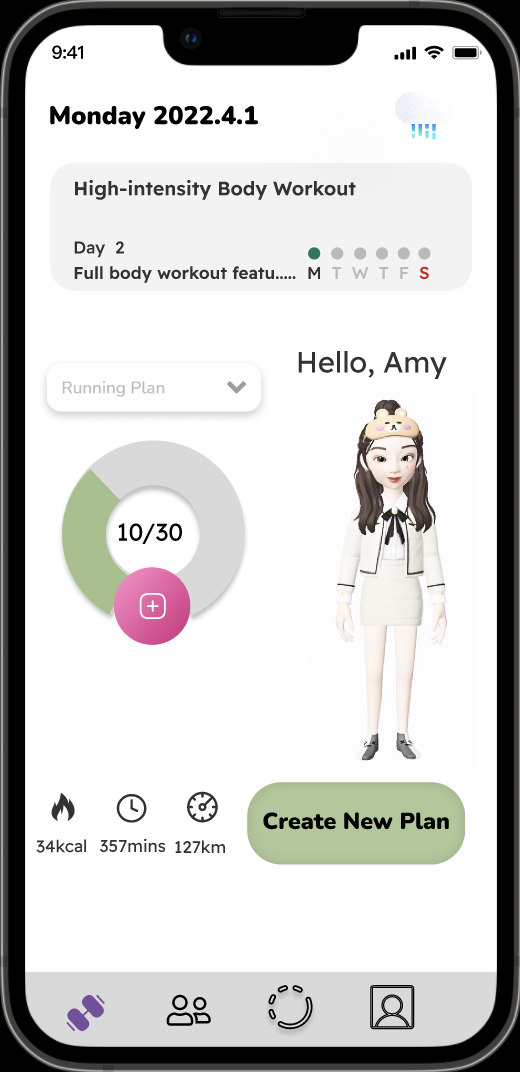 9:41
Monday 2022.4.1
High-intensity Body Workout
Day 2
Full body workout featu.....
M T W T F S
Hello, Amy
Running Plan
10/30
34kcal 357mins 127km
Create New Plan